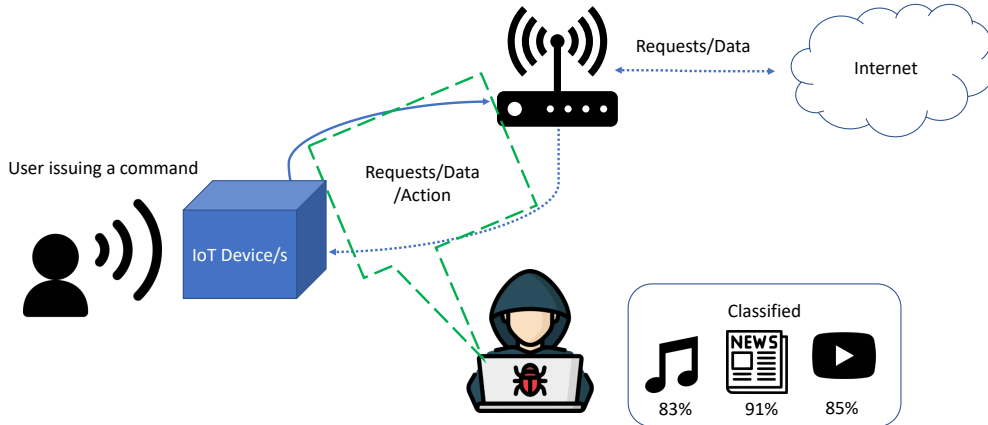 Requests/Data
Internet
User issuing a command
Requests/Data
/Action
IoT Device/s
Classified
NEWS
83%
91%
85%